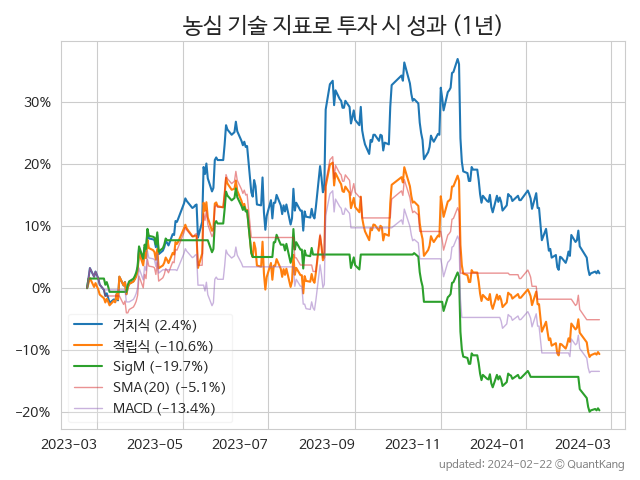 농심 기술 지표로 투자 시 성과 (1년)
30%
20%
10%
0%
−10%
−20%
거치식 (2.4%)
적립식 (−10.6%)
SigM (−19.7%)
SMA(20) (−5.1%)
MACD (−13.4%)
2023−03 2023−05 2023−07 2023−09 2023−11 2024−01 2024−03
updated: 2024−02−22 ⓒ QuantKang